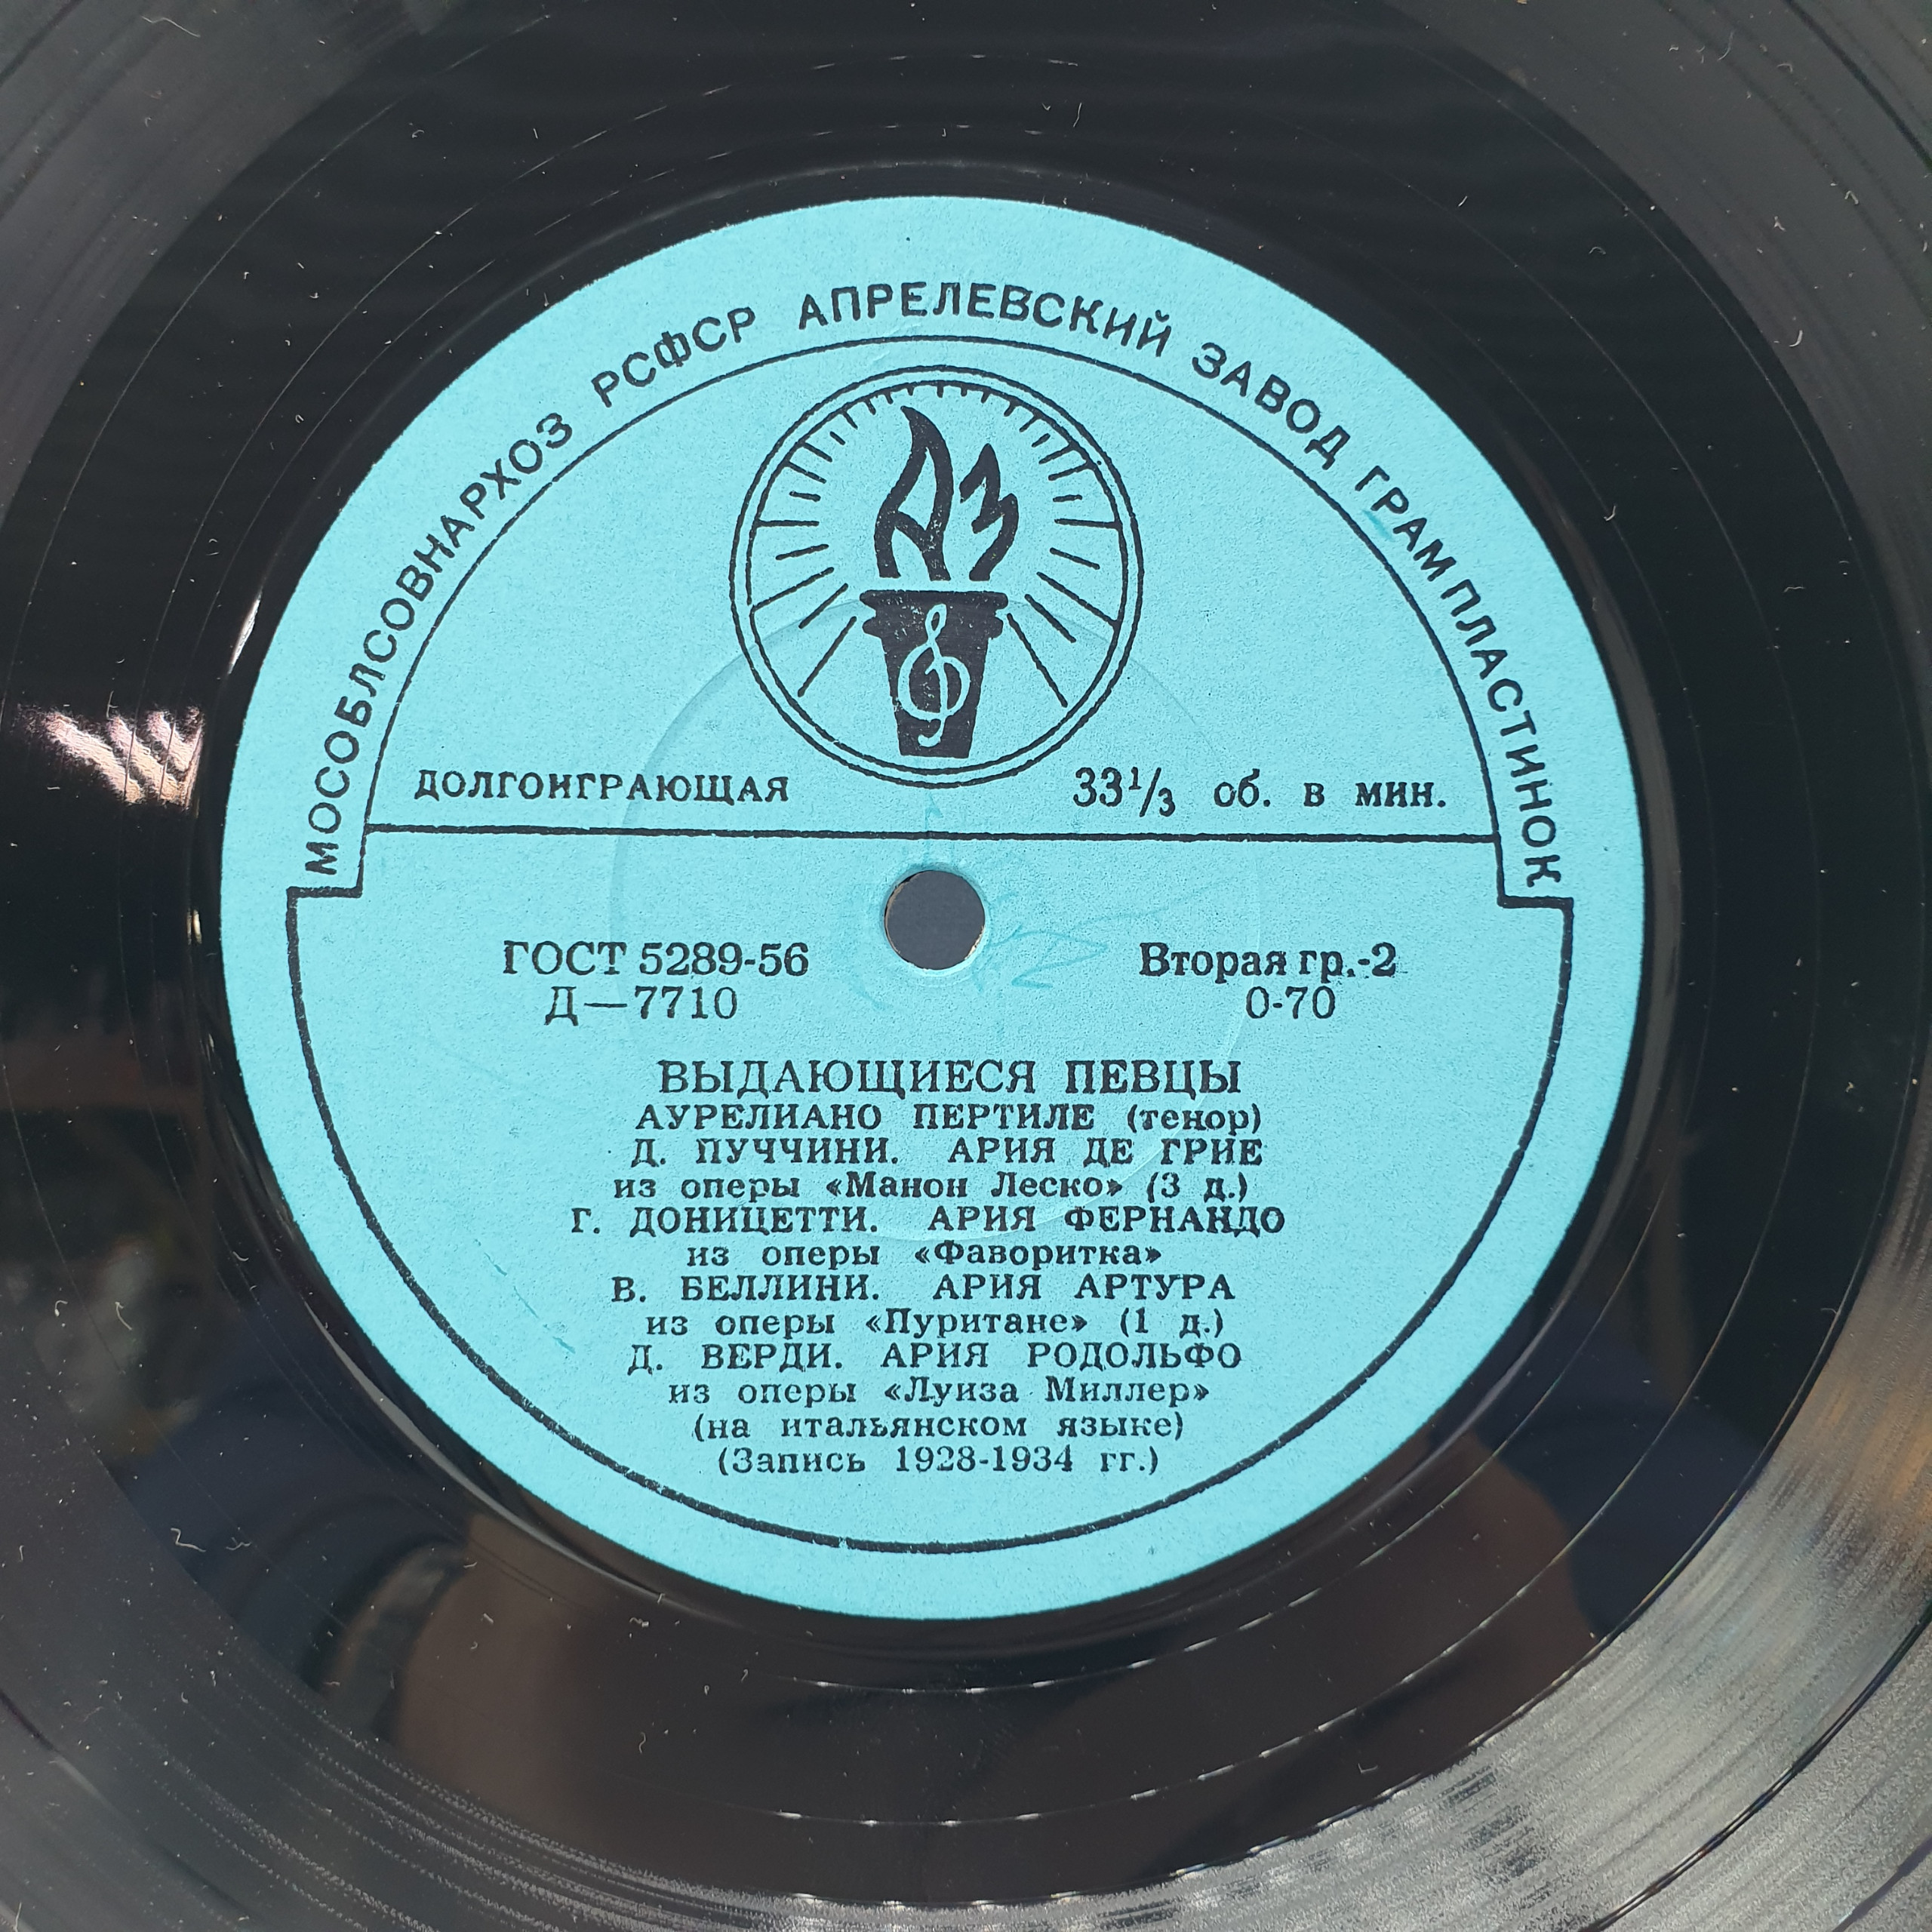 МОСОБЛСОВНАРХОЗ РСФСР АПРЕЛЕВСКИЙ ЗАВОД ГРАМПЛАСТИНОК
АЗ
ДОЛГОИГРАЮЩАЯ 33⅓ об. в мин.
ГОСТ 5289-56 Вторая гр.-2
Д—7710 0-70
ВЫДАЮЩИЕСЯ ПЕВЦЫ
АУРЕЛИАНО ПЕРТИЛЕ (тенор)
Д. ПУЧЧИНИ. АРИЯ ДЕ ГРИЕ
из оперы «Манон Леско» (3 д.)
Г. ДОНИЦЕТТИ. АРИЯ ФЕРНАНДО
из оперы «Фаворитка»
В. БЕЛЛИНИ. АРИЯ АРТУРА
из оперы «Пуритане» (1 д.)
Д. ВЕРДИ. АРИЯ РОДОЛЬФО
из оперы «Луиза Миллер»
(на итальянском языке)
(Запись 1928-1934 гг.)